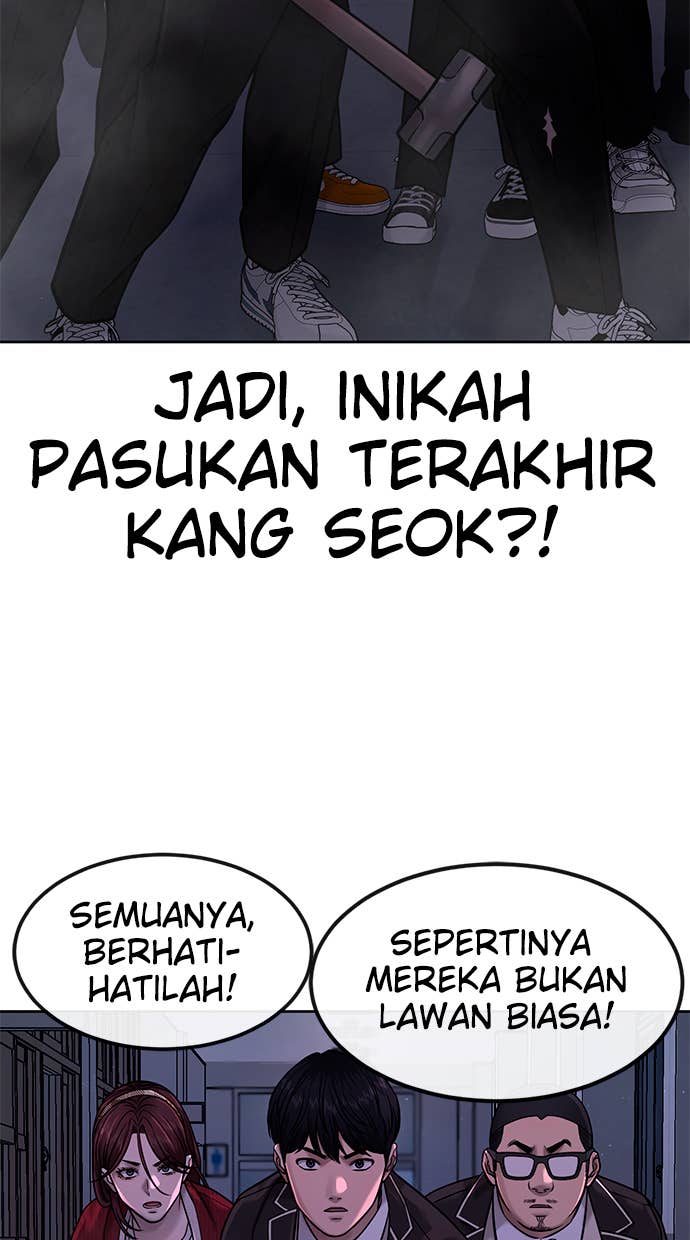 JADI, INIKAH
PASUKAN TERAKHIR
KANG SEOK?!
SEMUANYA,
BERHATI-
HATILAH!
SEPERTINYA
MEREKA BUKAN
LAWAN BIASA!